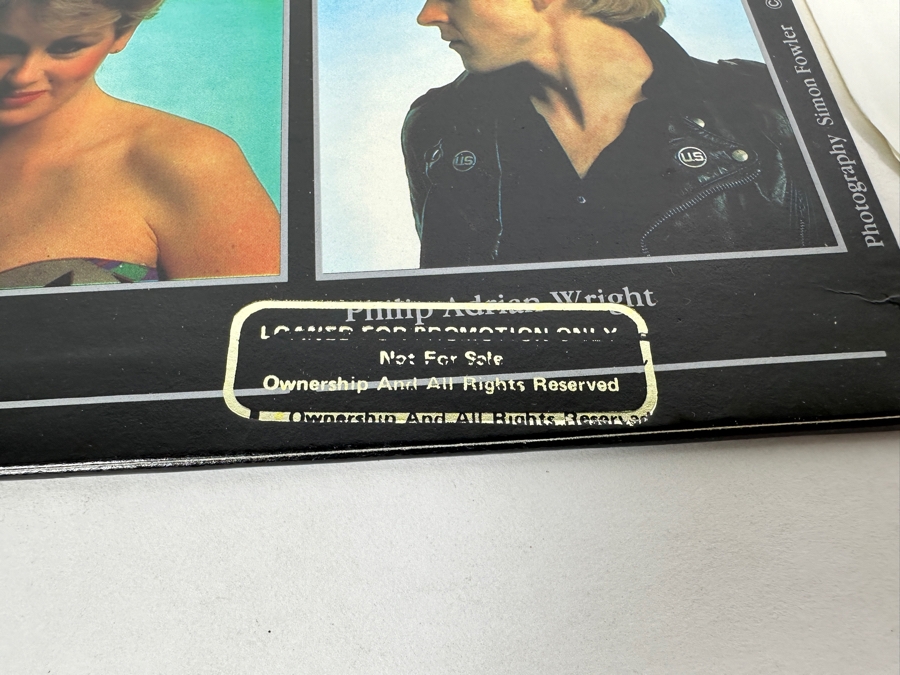 U.S
U.S
Photography Simon Fowler
©
Philip Adrian Wright
LOANED FOR PROMOTION ONLY
Not For Sale
Ownership And All Rights Reserved
Ownership And All Rights Reserved